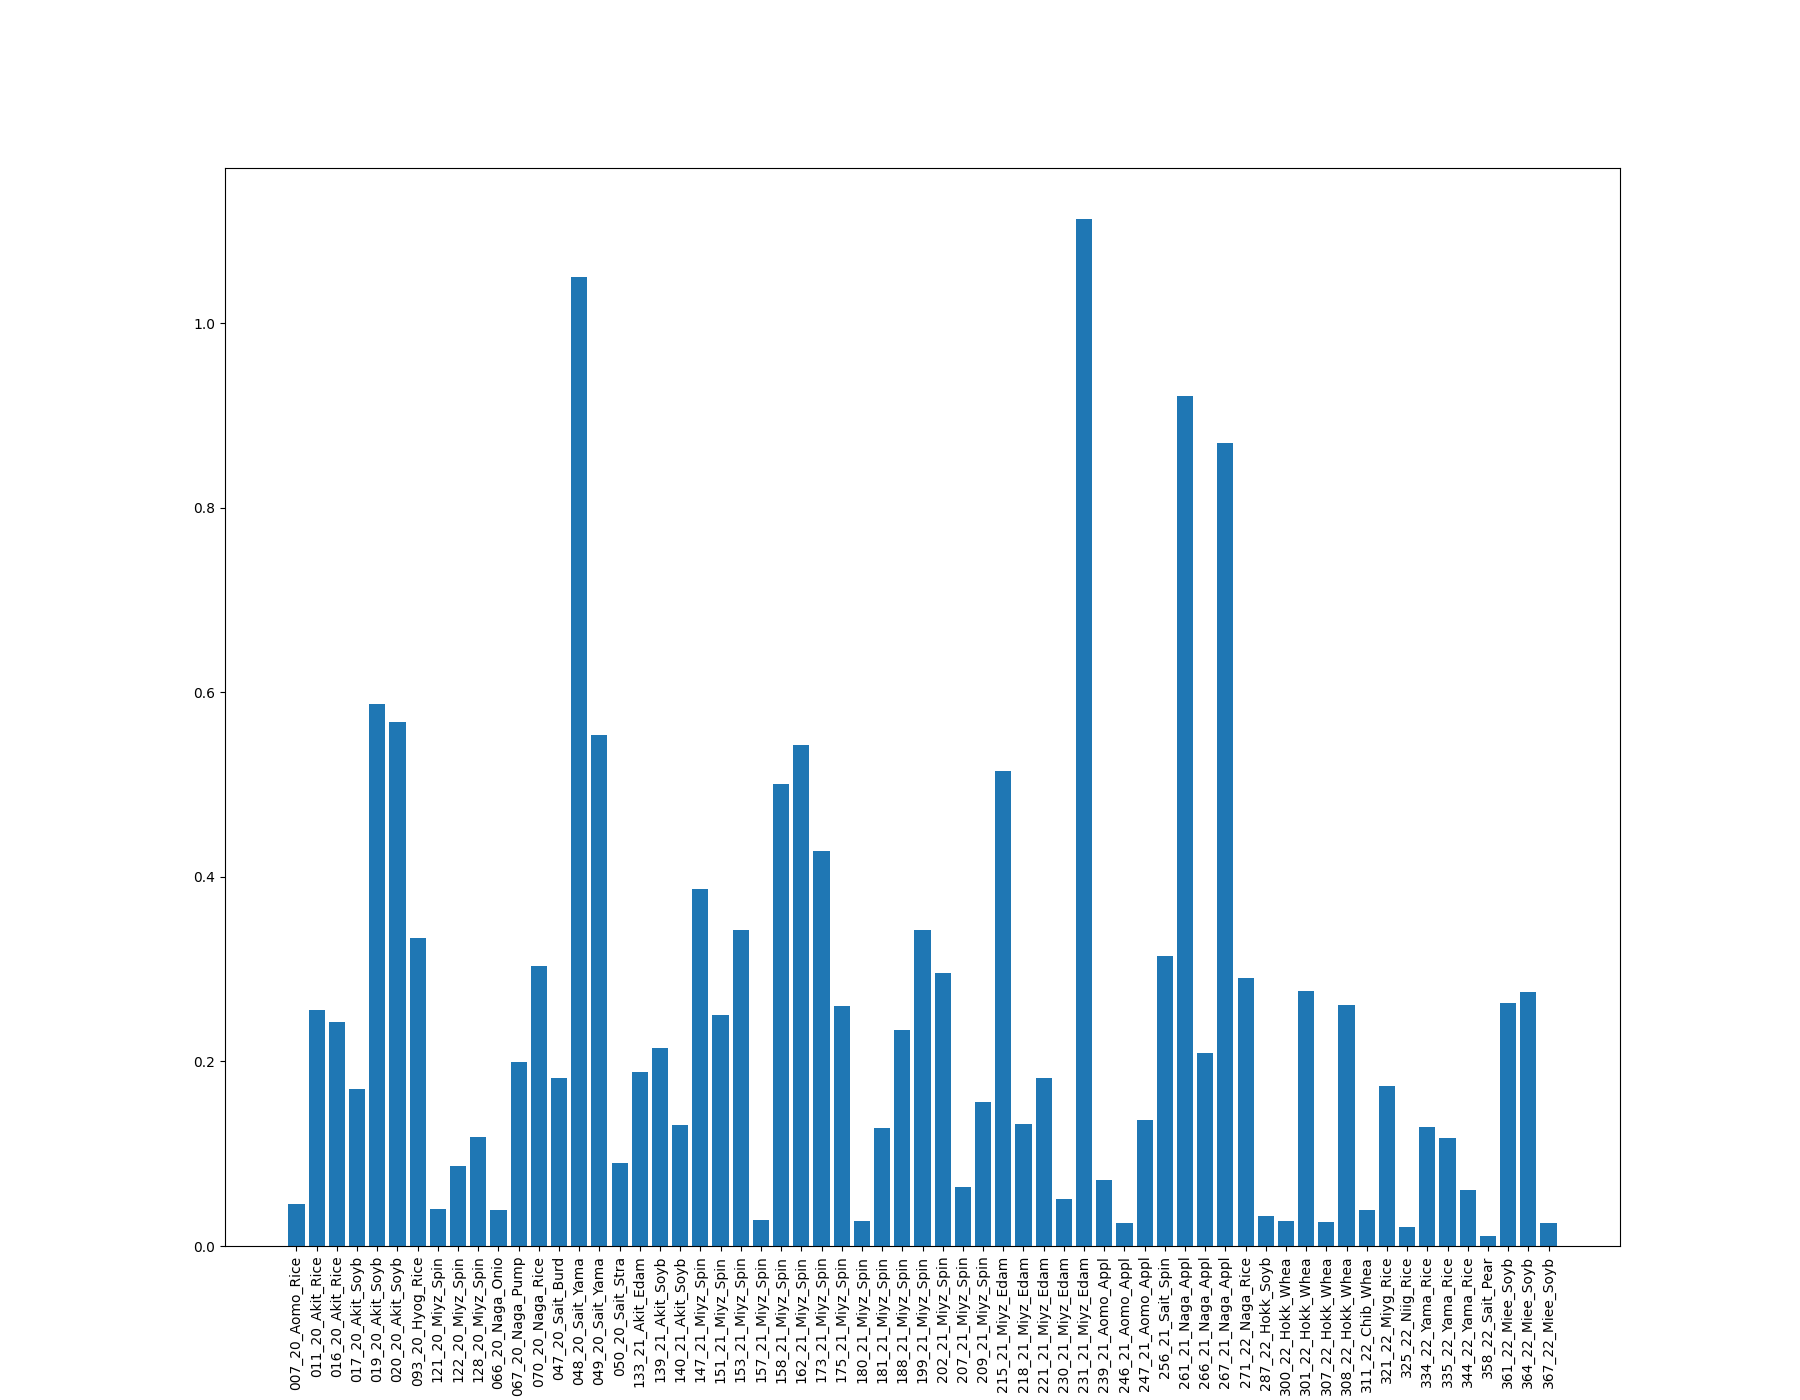 1.0
0.8
0.6
0.4
0.2
0.0
007_20_Aomo_Rice
011_20_Akit_Rice
016_20_Akit_Rice
017_20_Akit_Soyb
019_20_Akit_Soyb
020_20_Akit_Soyb
093_20_Hyog_Rice
121_20_Miyz_Spin
122_20_Miyz_Spin
128_20_Miyz_Spin
066_20_Naga_Onio
067_20_Naga_Pump
070_20_Naga_Rice
047_20_Sait_Burd
048_20_Sait_Yama
049_20_Sait_Yama
050_20_Sait_Stra
133_21_Akit_Edam
139_21_Akit_Soyb
140_21_Akit_Soyb
147_21_Miyz_Spin
151_21_Miyz_Spin
153_21_Miyz_Spin
157_21_Miyz_Spin
158_21_Miyz_Spin
162_21_Miyz_Spin
173_21_Miyz_Spin
175_21_Miyz_Spin
180_21_Miyz_Spin
181_21_Miyz_Spin
188_21_Miyz_Spin
199_21_Miyz_Spin
202_21_Miyz_Spin
207_21_Miyz_Spin
209_21_Miyz_Spin
215_21_Miyz_Edam
218_21_Miyz_Edam
221_21_Miyz_Edam
230_21_Miyz_Edam
231_21_Miyz_Edam
239_21_Aomo_Appl
246_21_Aomo_Appl
247_21_Aomo_Appl
256_21_Sait_Spin
261_21_Naga_Appl
266_21_Naga_Appl
267_21_Naga_Appl
271_22_Naga_Rice
287_22_Hokk_Soyb
300_22_Hokk_Whea
301_22_Hokk_Whea
307_22_Hokk_Whea
308_22_Hokk_Whea
311_22_Chib_Whea
321_22_Miyg_Rice
325_22_Niig_Rice
334_22_Yama_Rice
335_22_Yama_Rice
344_22_Yama_Rice
358_22_Sait_Pear
361_22_Miee_Soyb
364_22_Miee_Soyb
367_22_Miee_Soyb